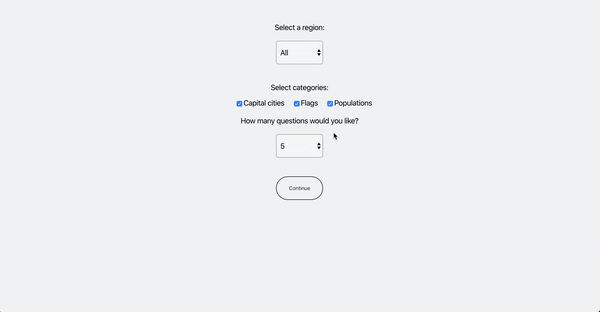 Select a region:
All
Select categories:
Capital cities Flags Populations
How many questions would you like?
5
Continue